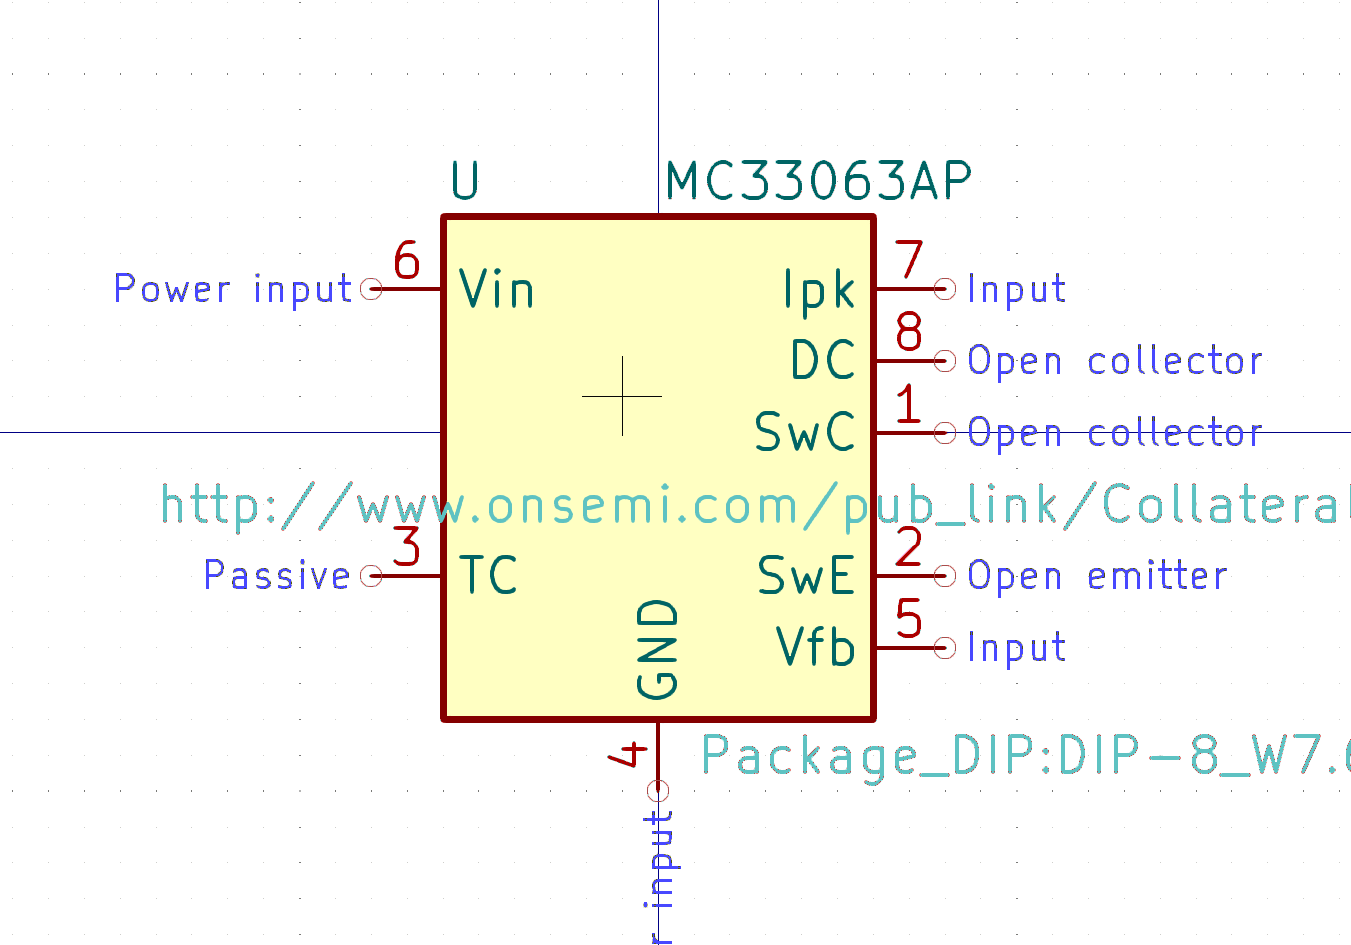 U MC33063AP
6 7
Power input Vin Ipk Input
8
DC Open collector
1
SwC Open collector
http://www.onsemi.com/pub_link/Collateral
3 2
Passive TC SwE Open emitter
5
GND Vfb Input
4 Package_DIP:DIP-8_W7.6
r input